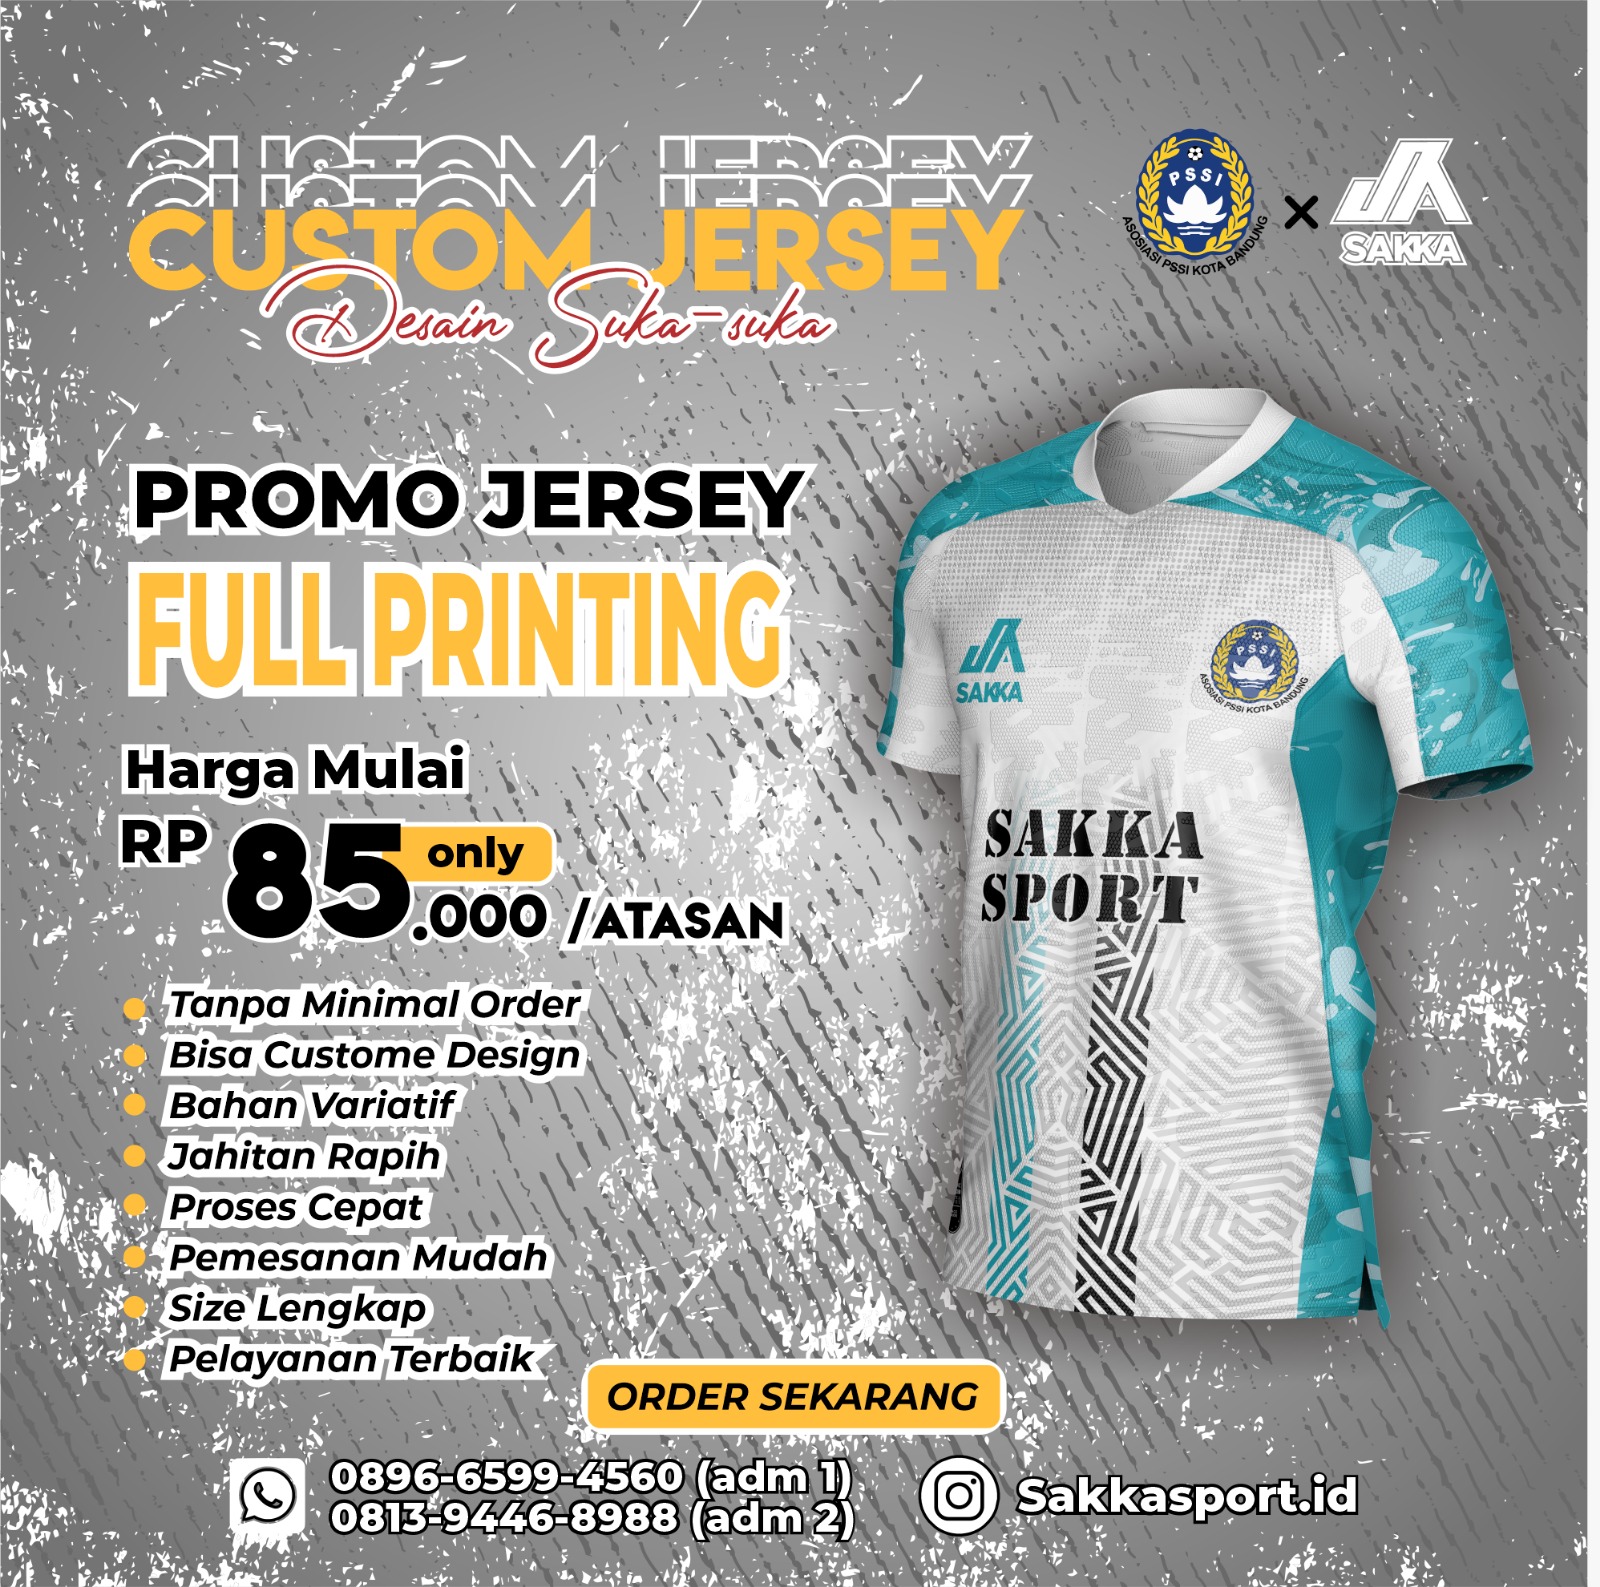 CUSTOM JERSEY
CUSTOM JERSEY
CUSTOM JERSEY
Desain Suka-suka
PSSI
ASOSIASI PSSI KOTA BANDUNG
X
SAKKA
PROMO JERSEY
FULL PRINTING
Harga Mulai
RP 85.000 only /ATASAN
SAKKA
PSSI
ASOSIASI PSSI KOTA BANDUNG
SAKKA
SPORT
Tanpa Minimal Order
Bisa Custome Design
Bahan Variatif
Jahitan Rapih
Proses Cepat
Pemesanan Mudah
Size Lengkap
Pelayanan Terbaik
ORDER SEKARANG
0896-6599-4560 (adm 1)
0813-9446-8988 (adm 2)
Sakkasport.id